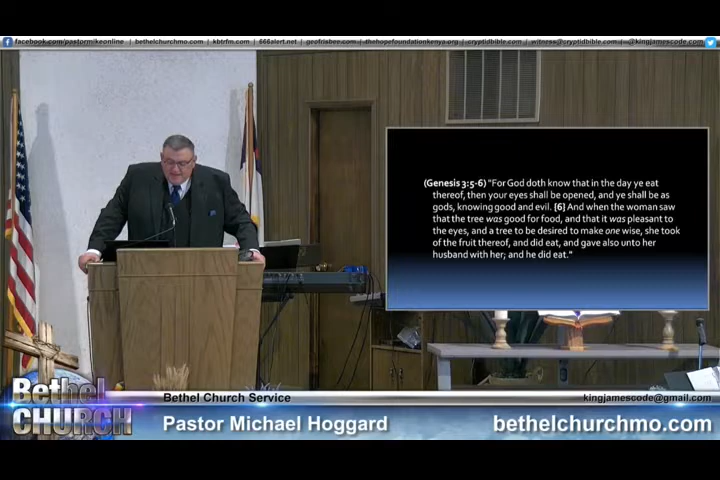 facebook.com/pastormikeonline | bethelchurchmo.com | kbtrfm.com | 666alert.net | geofrisbee.com | thehopefoundationkenya.org | cryptidbible.com | witness@cryptidbible.com | @kingjamescode.com
(Genesis 3:5-6) "For God doth know that in the day ye eat
thereof, then your eyes shall be opened, and ye shall be as
gods, knowing good and evil. [6] And when the woman saw
that the tree was good for food, and that it was pleasant to
the eyes, and a tree to be desired to make one wise, she took
of the fruit thereof, and did eat, and gave also unto her
husband with her; and he did eat."
Bethel
CHURCH
Bethel Church Service
kingjamescode@gmail.com
Pastor Michael Hoggard
bethelchurchmo.com